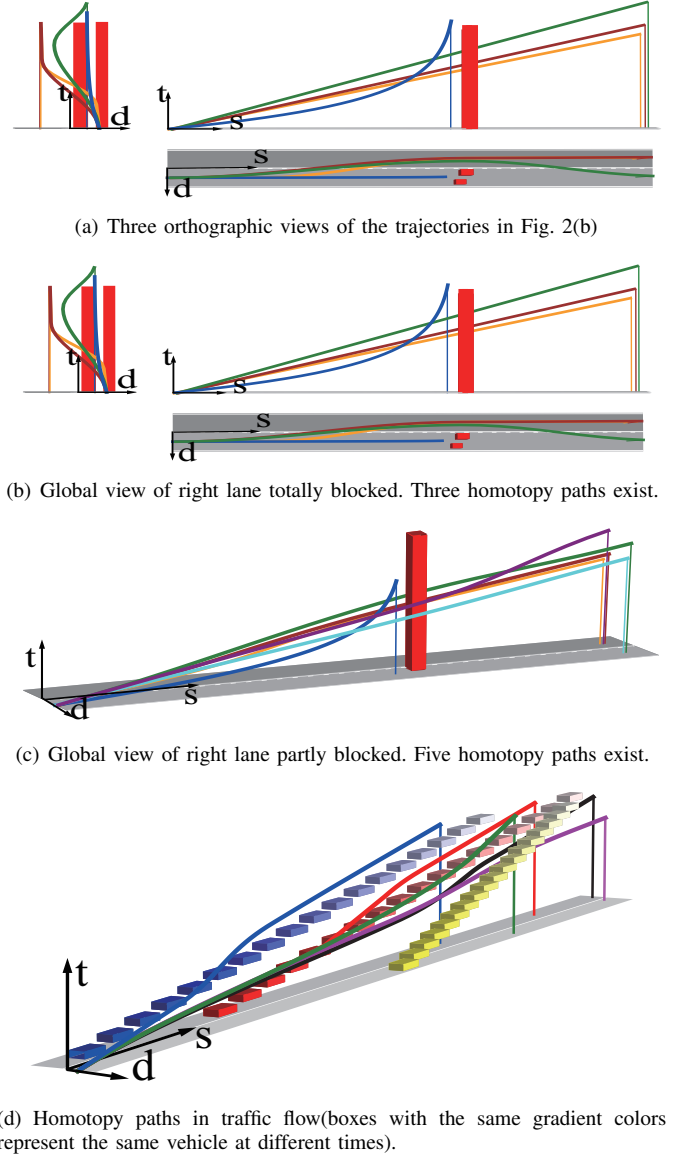 t
d
t
s
s
d
(a) Three orthographic views of the trajectories in Fig. 2(b)
t
d
t
s
s
d
(b) Global view of right lane totally blocked. Three homotopy paths exist.
t
s
d
(c) Global view of right lane partly blocked. Five homotopy paths exist.
t
s
d
(d) Homotopy paths in traffic flow(boxes with the same gradient colors
represent the same vehicle at different times).